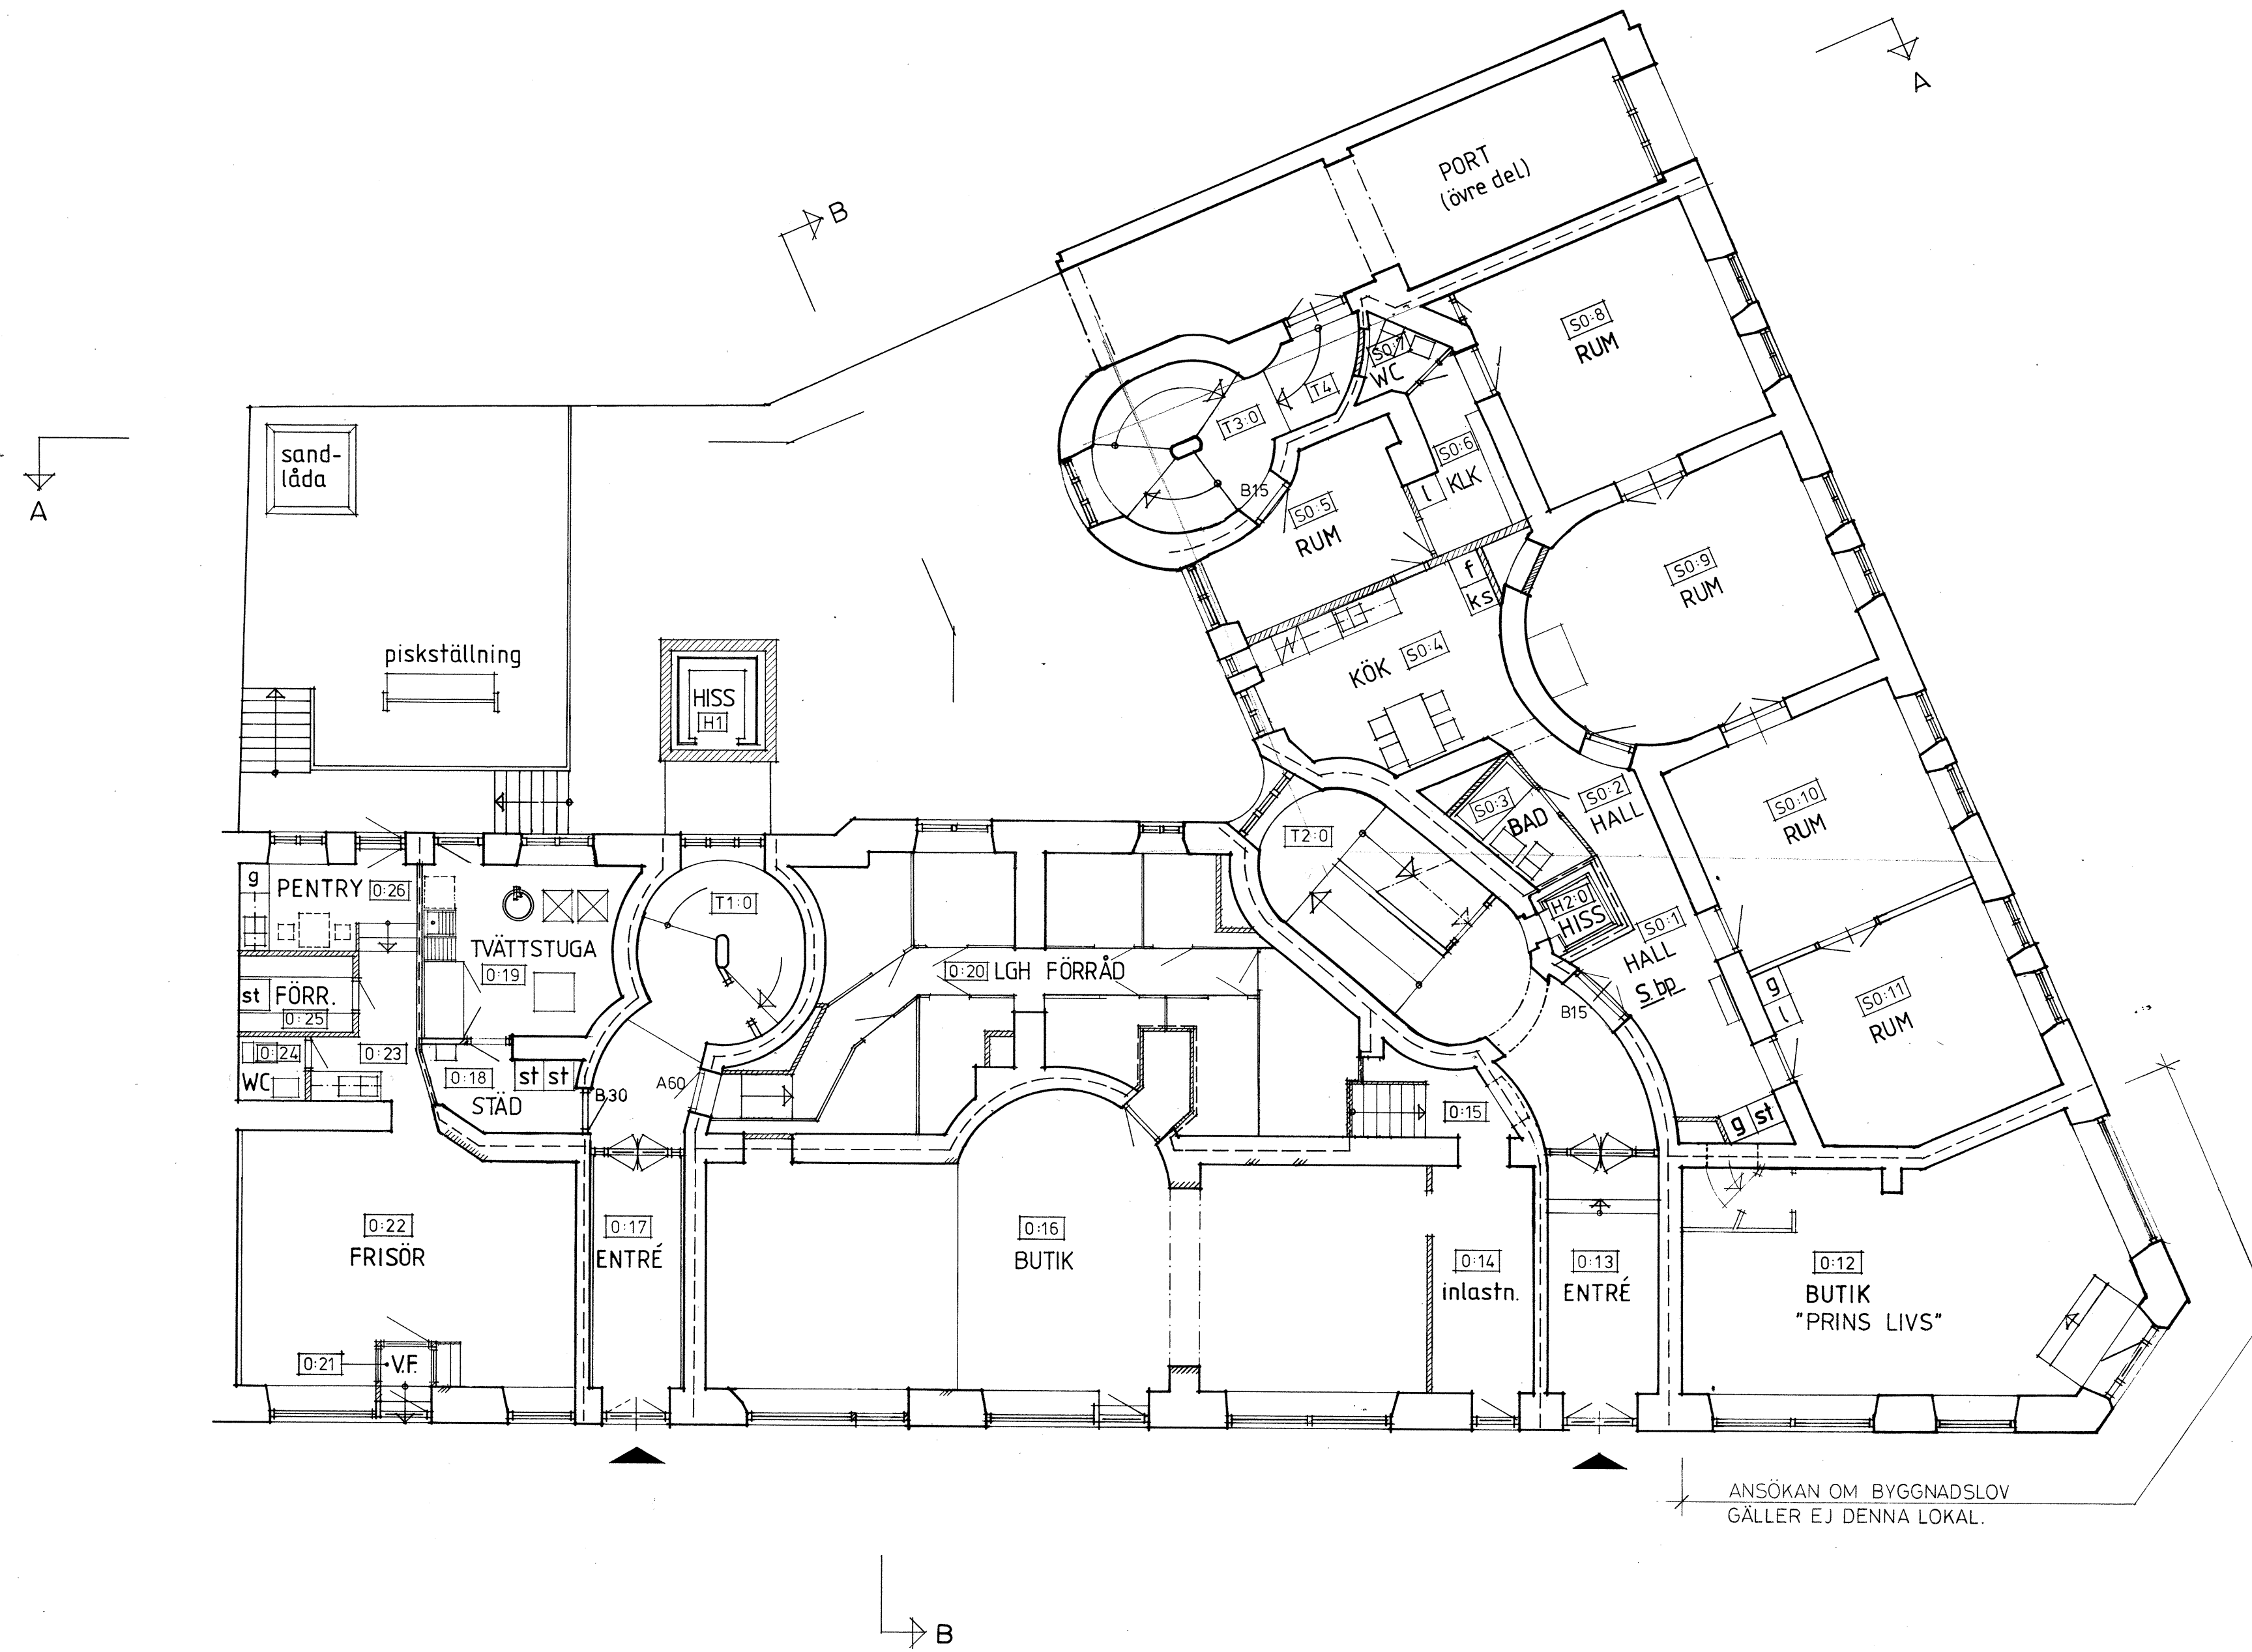 A
B
PORT
(övre del)
S0:8
RUM
S0:7
WC
T4
T3:0
B15
S0:6
KLK
l
S0:5
RUM
A
sand-
låda
f
ks
S0:9
RUM
KÖK S0:4
piskställning
HISS
H1
S0:3
BAD
S0:2
HALL
S0:10
RUM
T2:0
H2:0
HISS
S0:1
HALL
S bp
B15
g
l
S0:11
RUM
g st
g
PENTRY 0:26
T1:0
TVÄTTSTUGA
0:19
0:20 LGH FÖRRÅD
st FÖRR.
0:25
0:24
WC
0:23
0:18
STÄD
st st
B30
A60
0:15
0:22
FRISÖR
0:17
ENTRÉ
0:16
BUTIK
0:14
inlastn.
0:13
ENTRÉ
0:12
BUTIK
"PRINS LIVS"
0:21
V.F.
ANSÖKAN OM BYGGNADSLOV
GÄLLER EJ DENNA LOKAL.
B